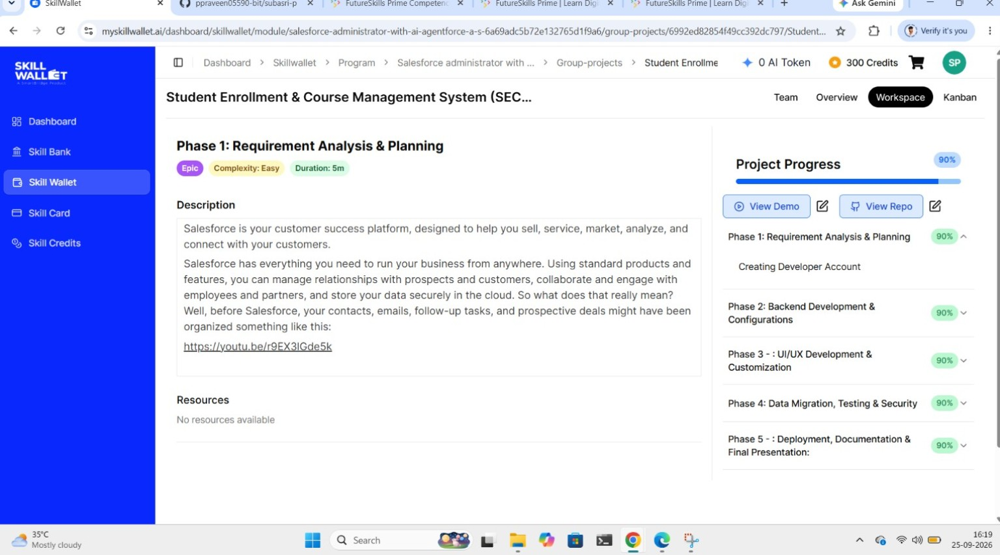 SkillWallet
ppraveen05590-bit/subasri-p
FutureSkills Prime Competenc
FutureSkills Prime | Learn Digi
FutureSkills Prime | Learn Digi
Ask Gemini
myskillwallet.ai/dashboard/skillwallet/module/salesforce-administrator-with-ai-agentforce-a-s-6a69adc5b72e132765d1f9a6/group-projects/6992ed82854f49cc392dc797/Student...
Verify it's you
SKILL
WALLET
A SmartBridge Product
Dashboard
Skill Bank
Skill Wallet
Skill Card
Skill Credits
Dashboard > Skillwallet > Program > Salesforce administrator with ... > Group-projects > Student Enrollme
0 AI Token
300 Credits
SP
Student Enrollment & Course Management System (SEC...
Team
Overview
Workspace
Kanban
Phase 1: Requirement Analysis & Planning
Epic
Complexity: Easy
Duration: 5m
Description
Salesforce is your customer success platform, designed to help you sell, service, market, analyze, and
connect with your customers.
Salesforce has everything you need to run your business from anywhere. Using standard products and
features, you can manage relationships with prospects and customers, collaborate and engage with
employees and partners, and store your data securely in the cloud. So what does that really mean?
Well, before Salesforce, your contacts, emails, follow-up tasks, and prospective deals might have been
organized something like this:
https://youtu.be/r9EX3lGde5k
Resources
No resources available
Project Progress
90%
View Demo
View Repo
Phase 1: Requirement Analysis & Planning
90%
Creating Developer Account
Phase 2: Backend Development &
Configurations
90%
Phase 3 - : UI/UX Development &
Customization
90%
Phase 4: Data Migration, Testing & Security
90%
Phase 5 - : Deployment, Documentation &
Final Presentation:
90%
35°C
Mostly cloudy
Search
16:19
25-09-2026